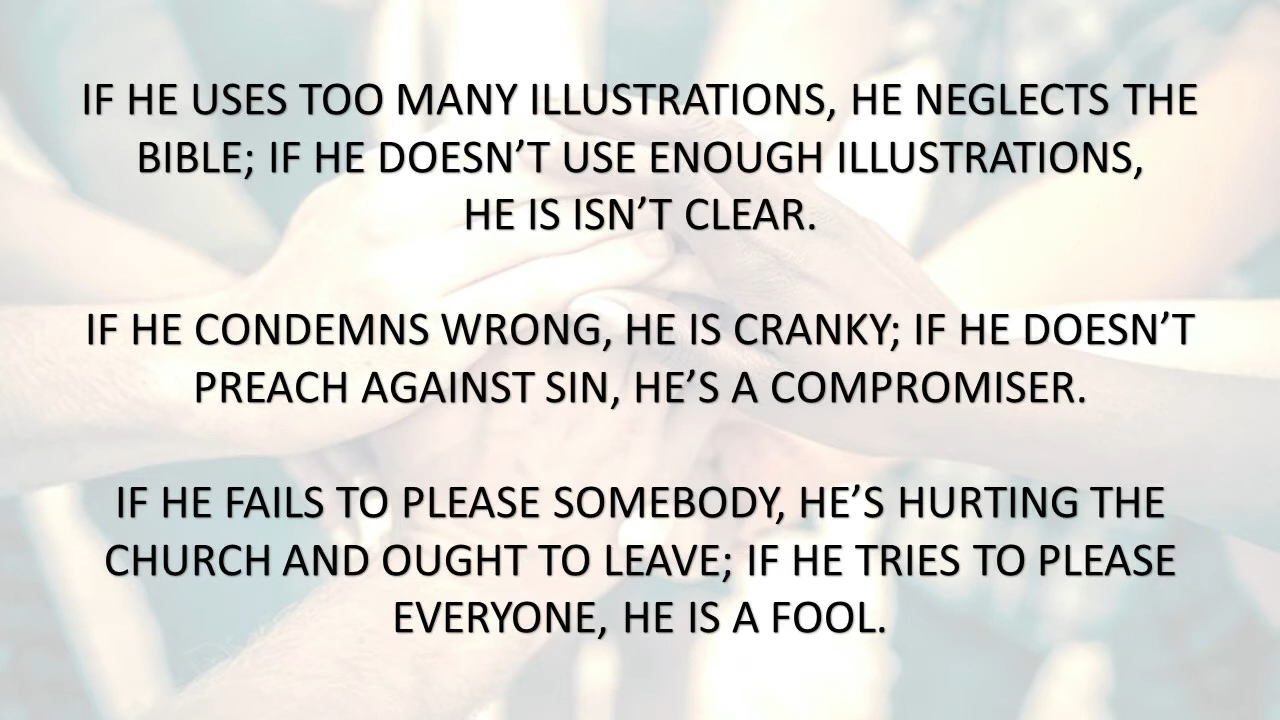 IF HE USES TOO MANY ILLUSTRATIONS, HE NEGLECTS THE
BIBLE; IF HE DOESN’T USE ENOUGH ILLUSTRATIONS,
HE IS ISN’T CLEAR.
IF HE CONDEMNS WRONG, HE IS CRANKY; IF HE DOESN’T
PREACH AGAINST SIN, HE’S A COMPROMISER.
IF HE FAILS TO PLEASE SOMEBODY, HE’S HURTING THE
CHURCH AND OUGHT TO LEAVE; IF HE TRIES TO PLEASE
EVERYONE, HE IS A FOOL.